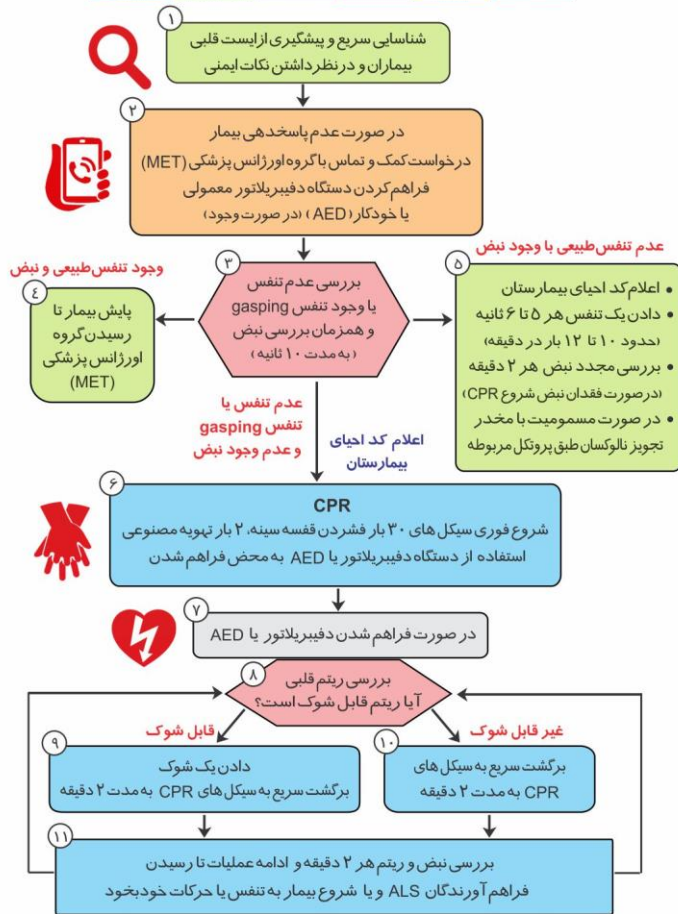 ۱
شناسایی سریع و پیشگیری از ایست قلبی
بیماران و در نظر داشتن نکات ایمنی
۲
در صورت عدم پاسخدهی بیمار
درخواست کمک و تماس با گروه اورژانس پزشکی (MET)
فراهم کردن دستگاه دفیبریلاتور معمولی
یا خودکار (AED) (در صورت وجود)
۳
بررسی عدم تنفس
یا وجود تنفس gasping
و همزمان بررسی نبض
(به مدت ۱۰ ثانیه)
وجود تنفس طبیعی و نبض
٤
پایش بیمار تا
رسیدن گروه
اورژانس پزشکی
(MET)
عدم تنفس طبیعی با وجود نبض
۵
• اعلام کد احیای بیمارستان
• دادن یک تنفس هر ۵ تا ۶ ثانیه
(حدود ۱۰ تا ۱۲ بار در دقیقه)
• بررسی مجدد نبض هر ۲ دقیقه
(درصورت فقدان نبض شروع CPR)
• در صورت مسمومیت با مخدر
تجویز نالوکسان طبق پروتکل مربوطه
عدم تنفس یا
تنفس gasping
و عدم وجود نبض
اعلام کد احیای
بیمارستان
۶
CPR
شروع فوری سیکل های ۳۰ بار فشردن قفسه سینه، ۲ بار تهویه مصنوعی
استفاده از دستگاه دفیبریلاتور یا AED به محض فراهم شدن
۷
در صورت فراهم شدن دفیبریلاتور یا AED
۸
بررسی ریتم قلبی
آیا ریتم قابل شوک است؟
قابل شوک
۹
دادن یک شوک
برگشت سریع به سیکل های CPR به مدت ۲ دقیقه
غیر قابل شوک
۱۰
برگشت سریع به سیکل های
CPR به مدت ۲ دقیقه
۱۱
بررسی نبض و ریتم هر ۲ دقیقه و ادامه عملیات تا رسیدن
فراهم آورندگان ALS و یا شروع بیمار به تنفس یا حرکات خودبخود